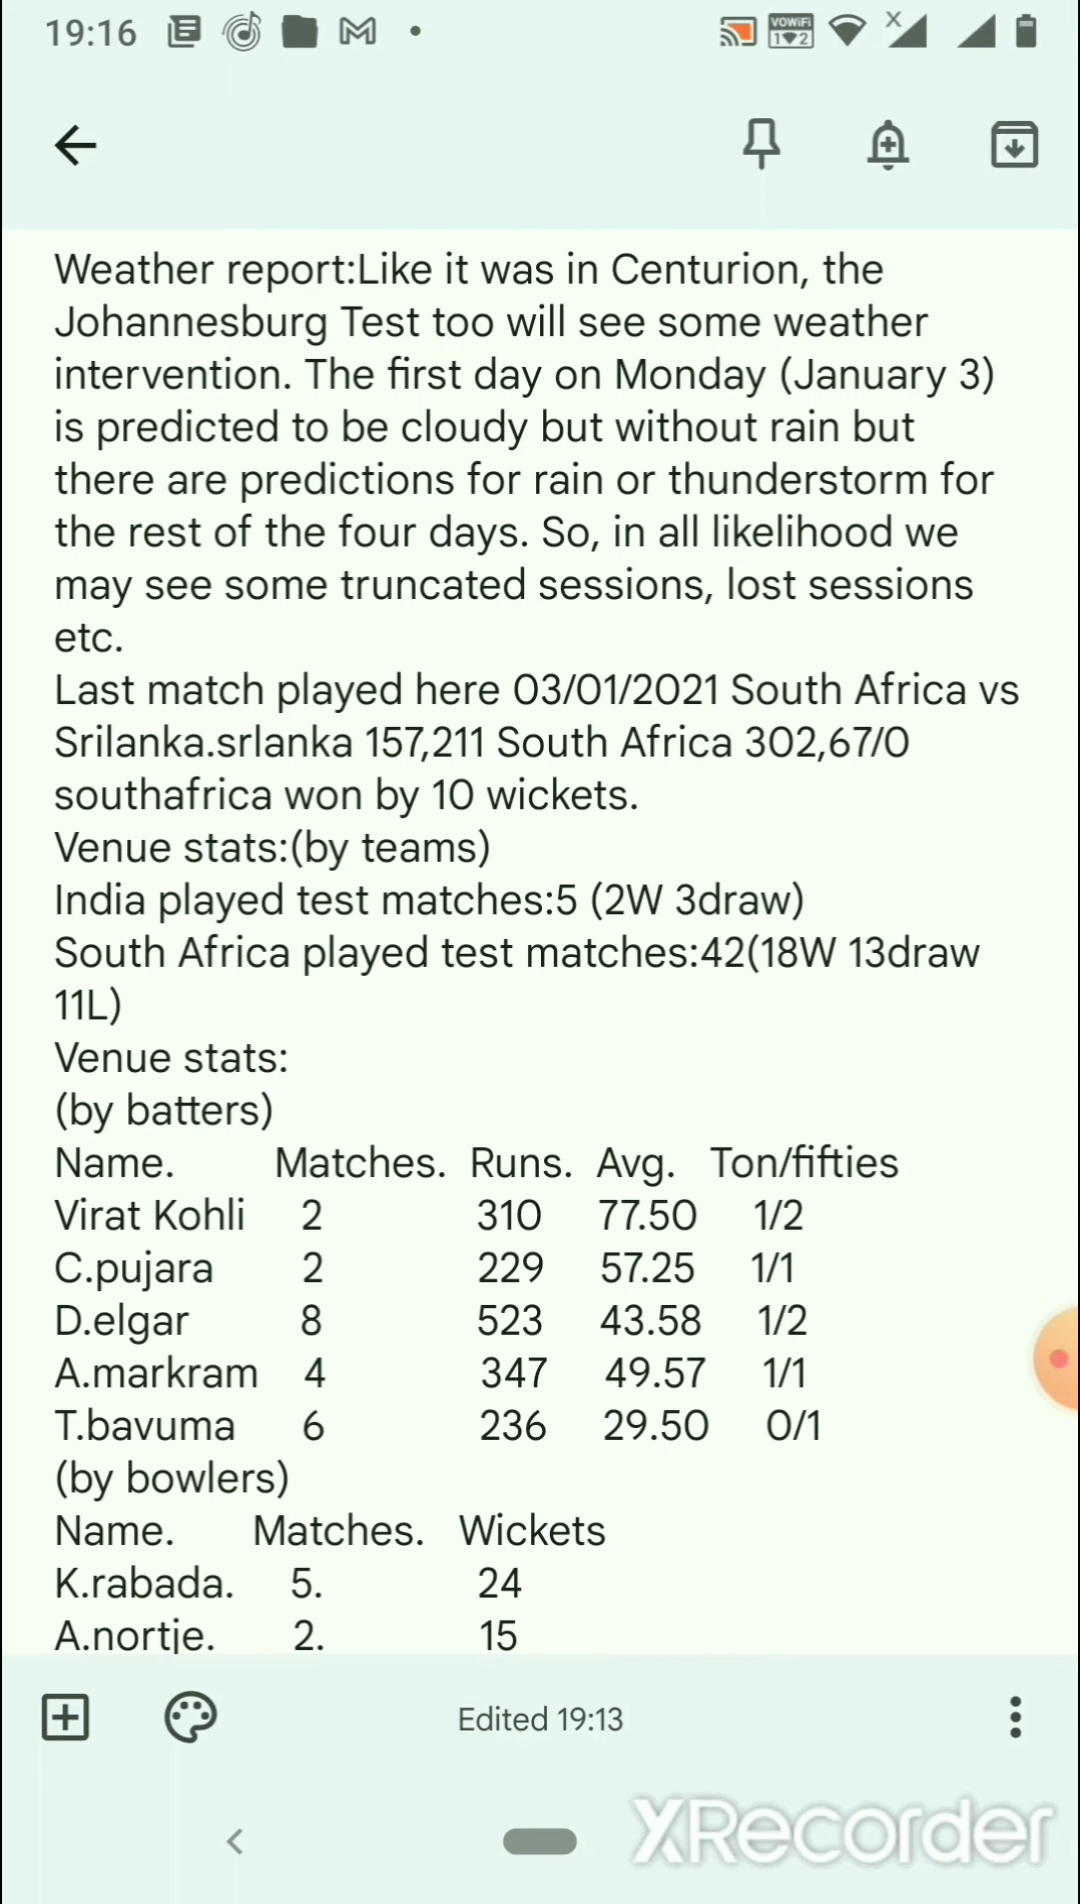 19:16
VOWiFi
1 2
X
Weather report:Like it was in Centurion, the
Johannesburg Test too will see some weather
intervention. The first day on Monday (January 3)
is predicted to be cloudy but without rain but
there are predictions for rain or thunderstorm for
the rest of the four days. So, in all likelihood we
may see some truncated sessions, lost sessions
etc.
Last match played here 03/01/2021 South Africa vs
Srilanka.srlanka 157,211 South Africa 302,67/0
southafrica won by 10 wickets.
Venue stats:(by teams)
India played test matches:5 (2W 3draw)
South Africa played test matches:42(18W 13draw
11L)
Venue stats:
(by batters)
Name. Matches. Runs. Avg. Ton/fifties
Virat Kohli 2 310 77.50 1/2
C.pujara 2 229 57.25 1/1
D.elgar 8 523 43.58 1/2
A.markram 4 347 49.57 1/1
T.bavuma 6 236 29.50 0/1
(by bowlers)
Name. Matches. Wickets
K.rabada. 5. 24
A.nortje. 2. 15
Edited 19:13
XRecorder